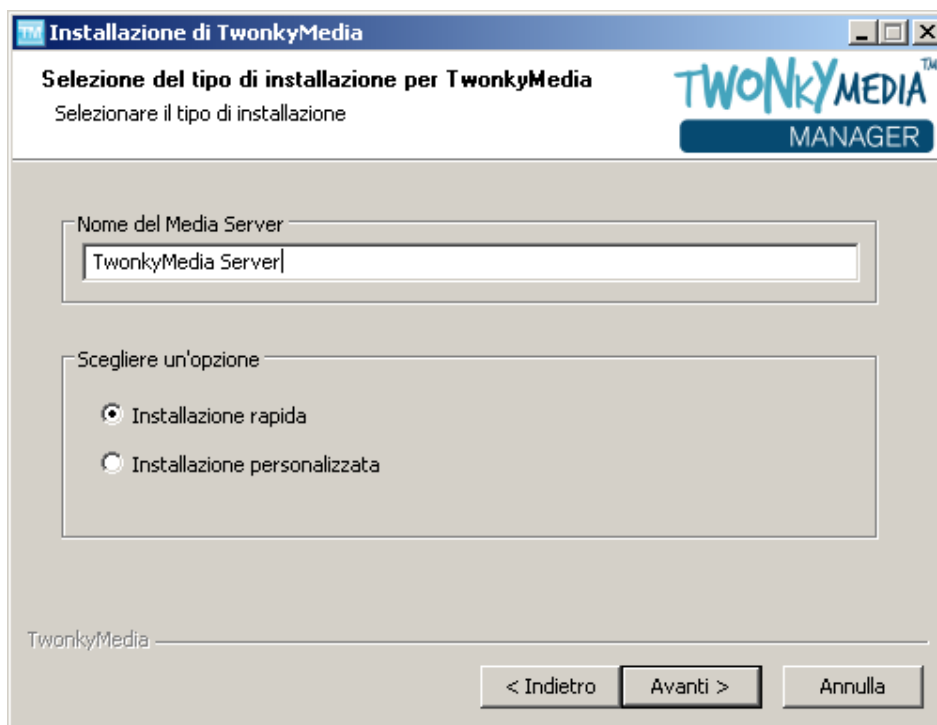 TM Installazione di TwonkyMedia
Selezione del tipo di installazione per TwonkyMedia
Selezionare il tipo di installazione
TWONKYMEDIA™
MANAGER
Nome del Media Server
TwonkyMedia Server
Scegliere un'opzione
Installazione rapida
Installazione personalizzata
TwonkyMedia
< Indietro
Avanti >
Annulla